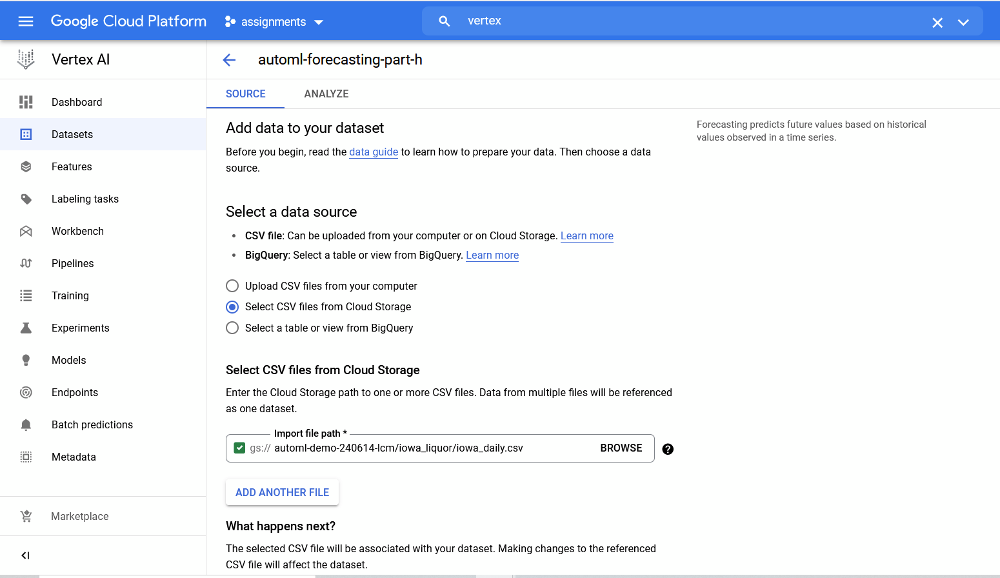 Google Cloud Platform
assignments
vertex
Vertex AI
automl-forecasting-part-h
Dashboard
Datasets
Features
Labeling tasks
Workbench
Pipelines
Training
Experiments
Models
Endpoints
Batch predictions
Metadata
Marketplace
SOURCE
ANALYZE
Add data to your dataset
Before you begin, read the data guide to learn how to prepare your data. Then choose a data
source.
Select a data source
• CSV file: Can be uploaded from your computer or on Cloud Storage. Learn more
• BigQuery: Select a table or view from BigQuery. Learn more
Upload CSV files from your computer
Select CSV files from Cloud Storage
Select a table or view from BigQuery
Select CSV files from Cloud Storage
Enter the Cloud Storage path to one or more CSV files. Data from multiple files will be referenced
as one dataset.
Import file path *
gs:// automl-demo-240614-lcm/iowa_liquor/iowa_daily.csv
BROWSE
ADD ANOTHER FILE
What happens next?
The selected CSV file will be associated with your dataset. Making changes to the referenced
CSV file will affect the dataset.
Forecasting predicts future values based on historical
values observed in a time series.